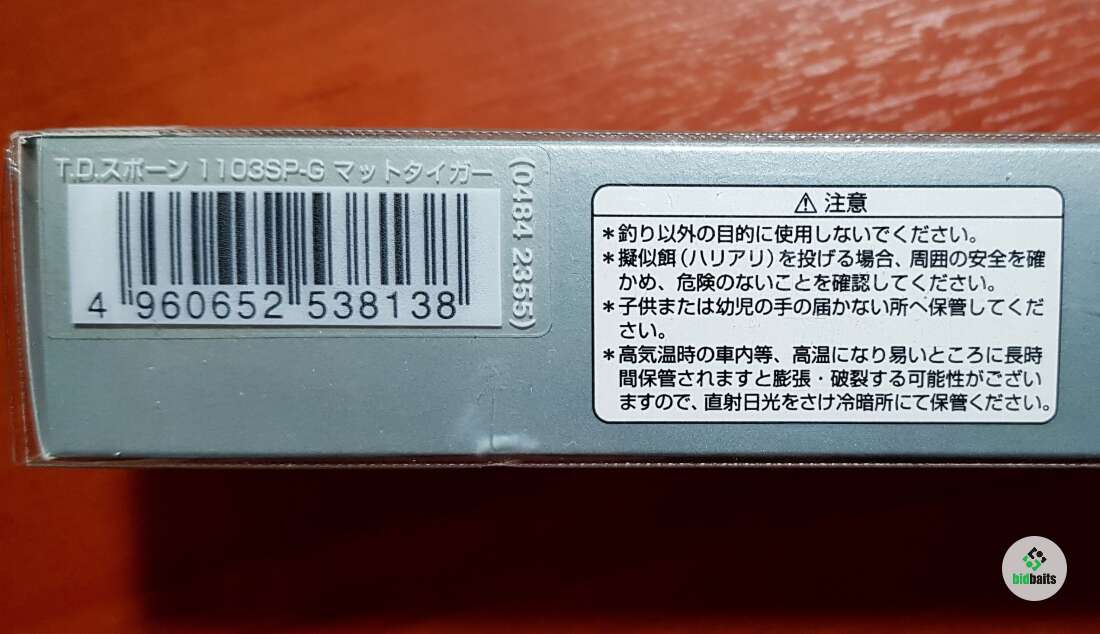 T.D.スポーン 1103SP-G マットタイガー
(0484 2355)
4 960652 538138
⚠ 注意
*釣り以外の目的に使用しないでください。
*擬似餌(ハリアリ)を投げる場合、周囲の安全を確
かめ、危険のないことを確認してください。
*子供または幼児の手の届かない所へ保管してくだ
さい。
*高気温時の車内等、高温になり易いところに長時
間保管されますと膨張・破裂する可能性がござい
ますので、直射日光をさけ冷暗所にて保管ください。
bidbaits